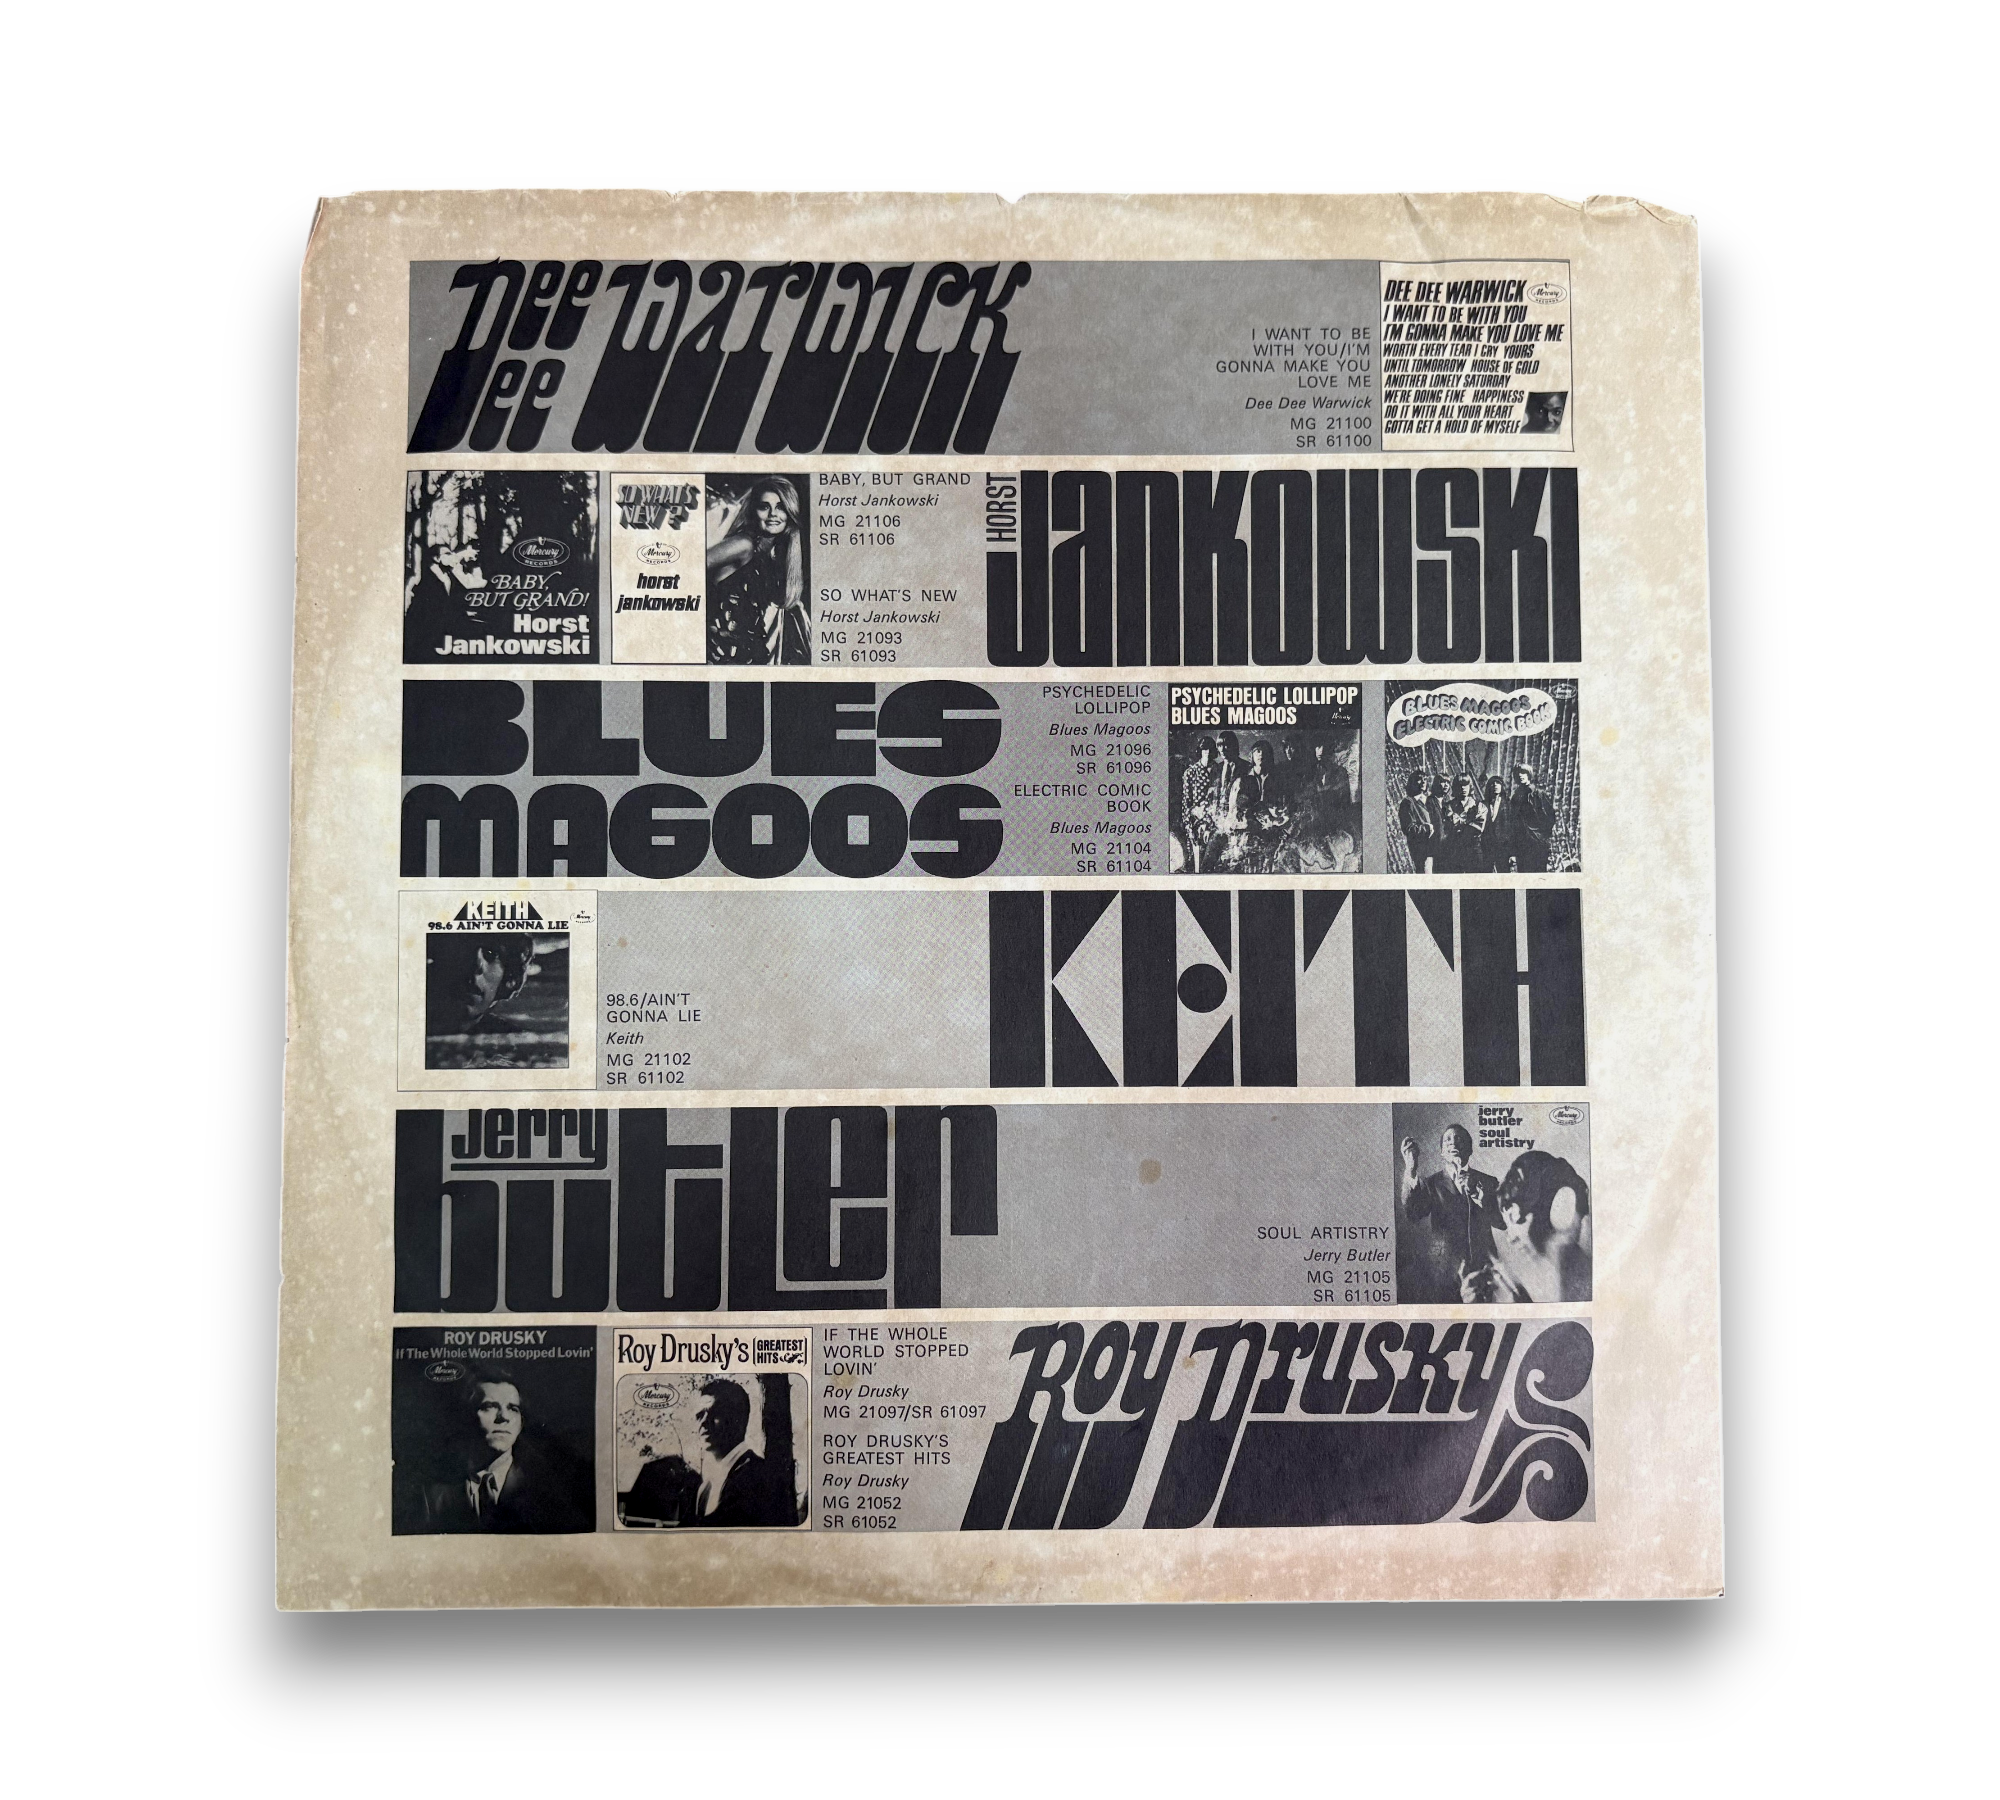 Dee Dee Warwick
I WANT TO BE
WITH YOU/I'M
GONNA MAKE YOU
LOVE ME
Dee Dee Warwick
MG 21100
SR 61100
DEE DEE WARWICK
Mercury
I WANT TO BE WITH YOU
I'M GONNA MAKE YOU LOVE ME
WORTH EVERY TEAR I CRY YOURS
UNTIL TOMORROW HOUSE OF GOLD
ANOTHER LONELY SATURDAY
WE'RE DOING FINE HAPPINESS
DO IT WITH ALL YOUR HEART
GOTTA GET A HOLD OF MYSELF
Mercury
RECORDS
BABY,
BUT GRAND!
Horst
Jankowski
SO WHAT'S
NEW?
Mercury
RECORDS
horst
jankowski
BABY, BUT GRAND
Horst Jankowski
MG 21106
SR 61106
SO WHAT'S NEW
Horst Jankowski
MG 21093
SR 61093
HORST JANKOWSKI
BLUES
MAGOOS
PSYCHEDELIC
LOLLIPOP
Blues Magoos
MG 21096
SR 61096
ELECTRIC COMIC
BOOK
Blues Magoos
MG 21104
SR 61104
PSYCHEDELIC LOLLIPOP
BLUES MAGOOS
Mercury
BLUES MAGOOS
ELECTRIC COMIC BOOK
KEITH
98.6 AIN'T GONNA LIE
Mercury
98.6/AIN'T
GONNA LIE
Keith
MG 21102
SR 61102
KEITH
jerry
butler
SOUL ARTISTRY
Jerry Butler
MG 21105
SR 61105
jerry
butler
soul
artistry
Mercury
ROY DRUSKY
If The Whole World Stopped Lovin'
Mercury
RECORDS
Roy Drusky's GREATEST
HITS
Mercury
RECORDS
IF THE WHOLE
WORLD STOPPED
LOVIN'
Roy Drusky
MG 21097/SR 61097
ROY DRUSKY'S
GREATEST HITS
Roy Drusky
MG 21052
SR 61052
Roy Drusky